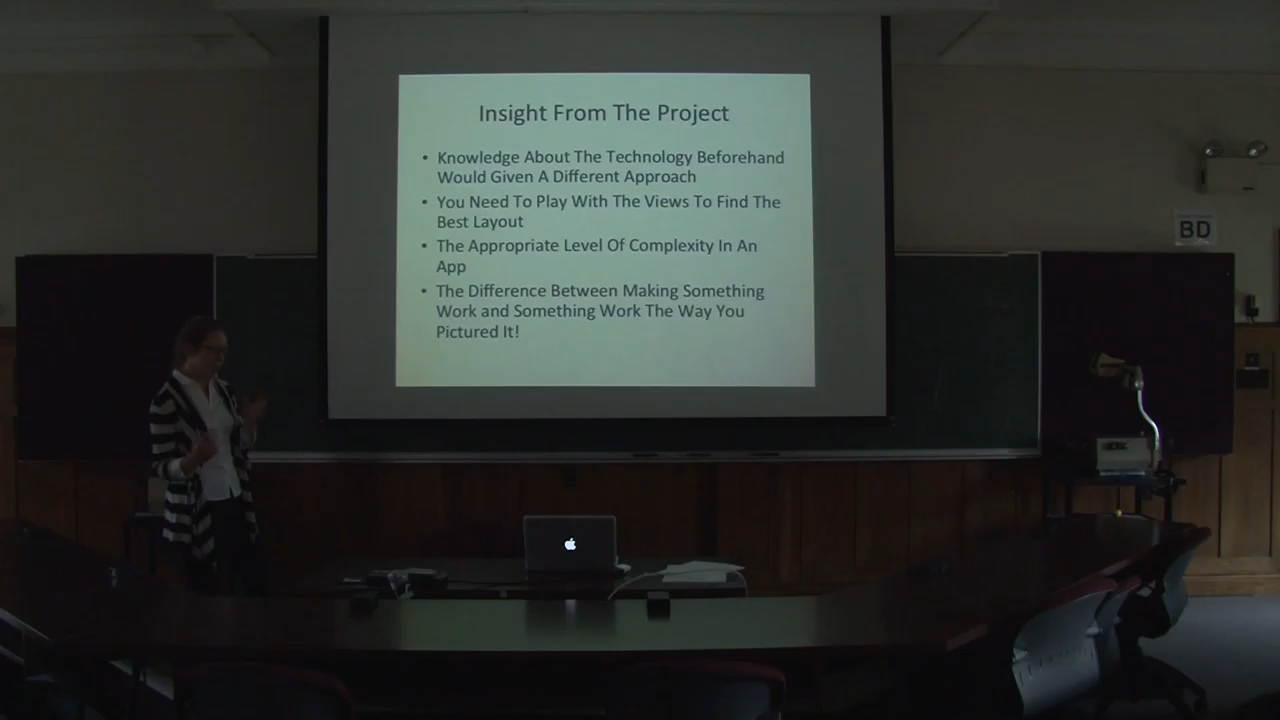 Insight From The Project
• Knowledge About The Technology Beforehand
Would Given A Different Approach
• You Need To Play With The Views To Find The
Best Layout
• The Appropriate Level Of Complexity In An
App
• The Difference Between Making Something
Work and Something Work The Way You
Pictured It!
BD